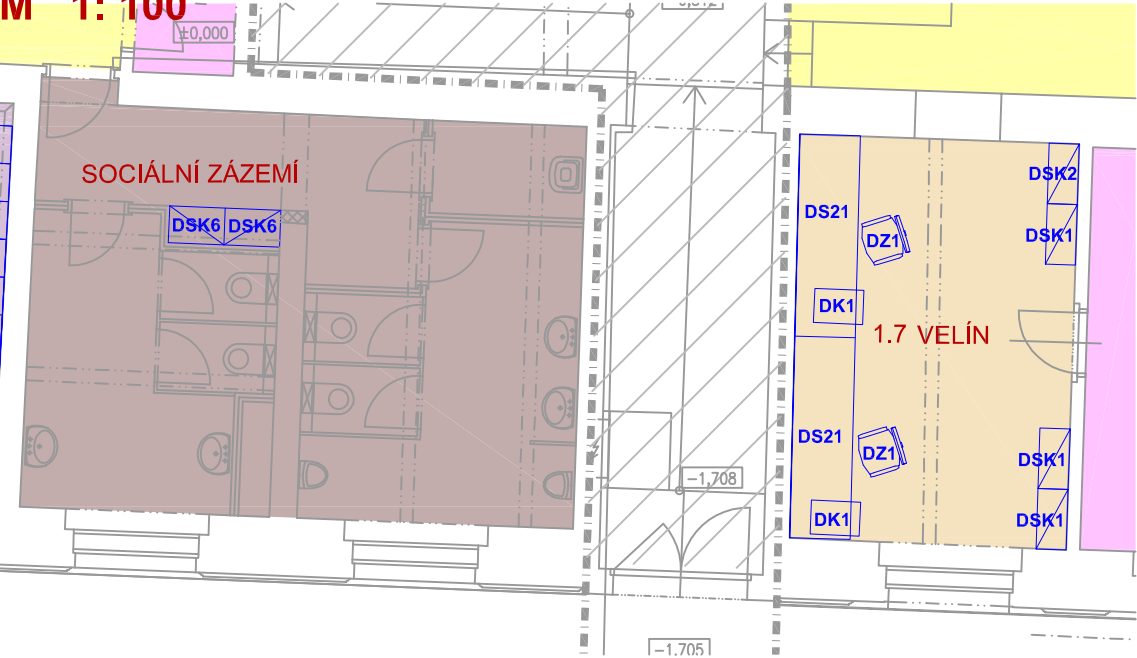 M 1: 100
±0,000
SOCIÁLNÍ ZÁZEMÍ
DSK6 DSK6
DS21
DZ1
DK1
DSK2
DSK1
1.7 VELÍN
DS21
DZ1
DK1
DSK1
DSK1
−1,708
−1,705